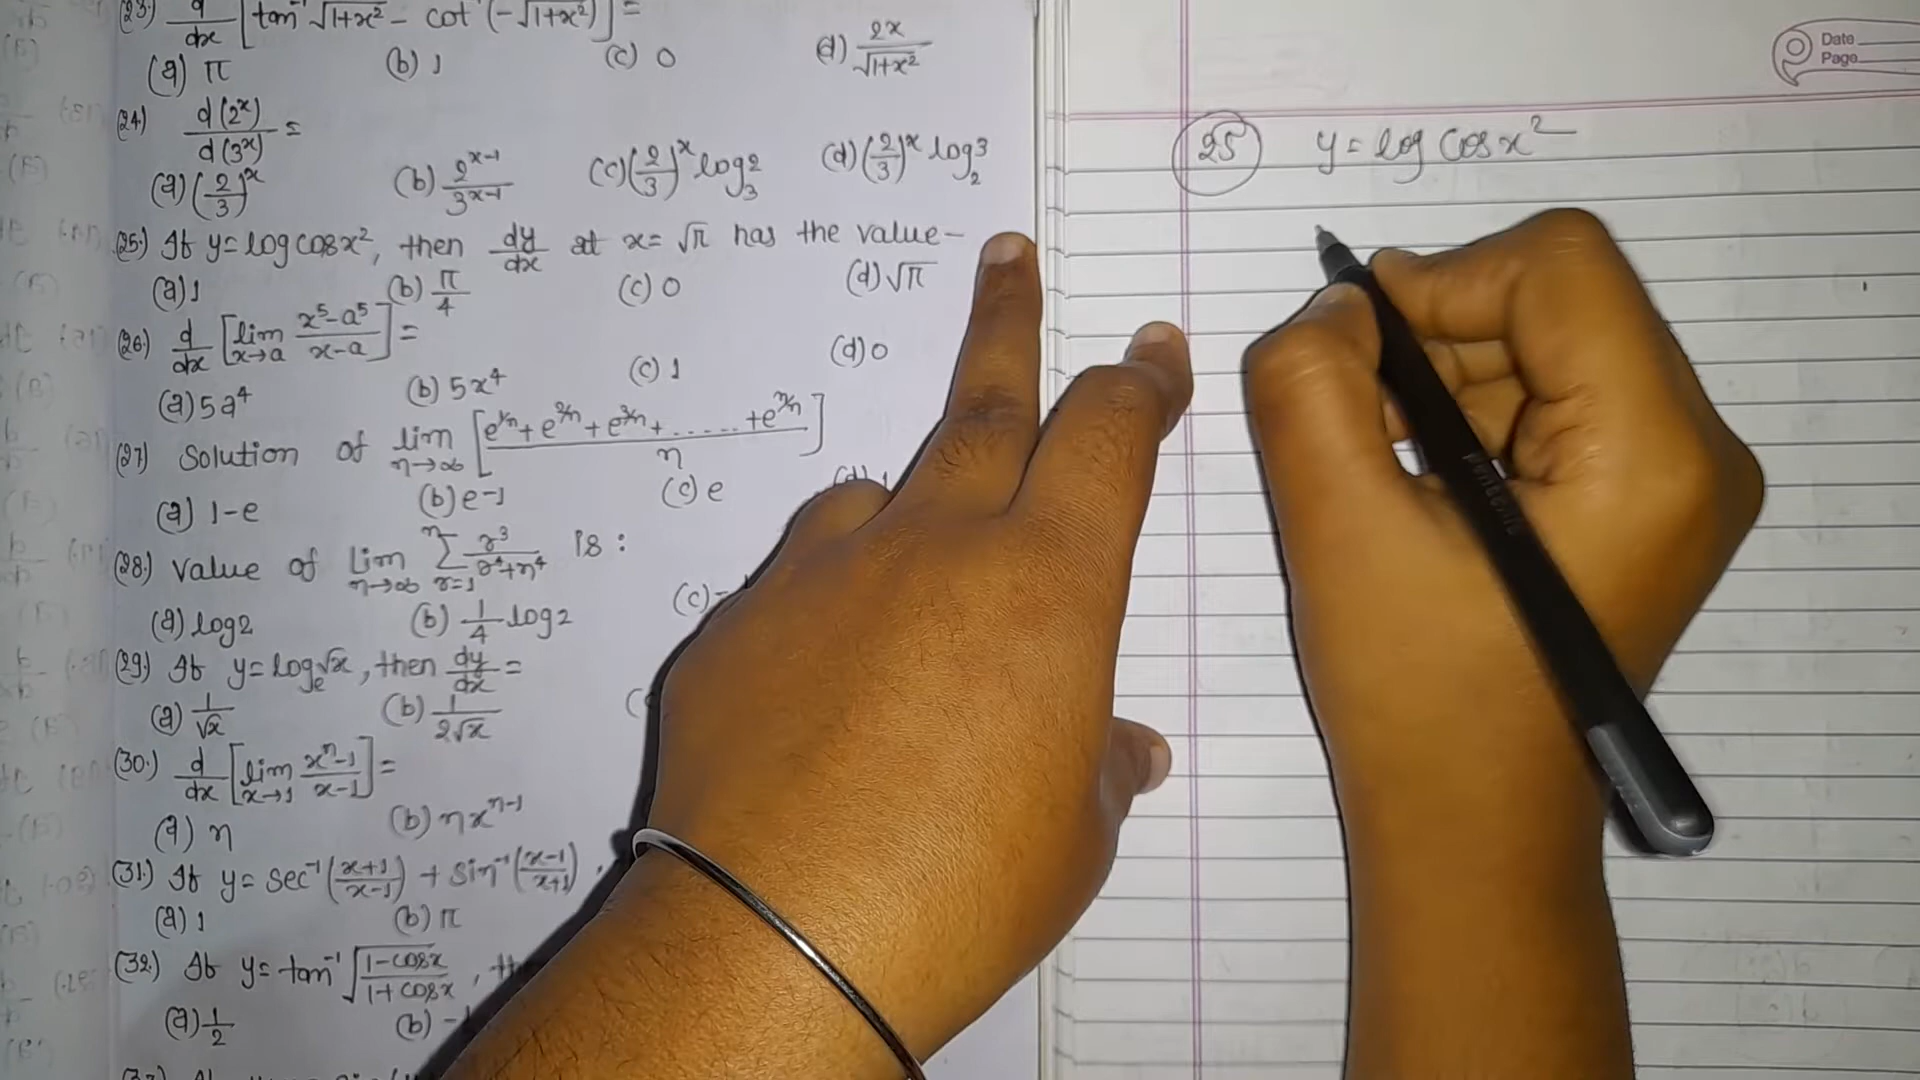 (23.) d/dx [tan⁻¹ √1+x² - cot⁻¹ (-√1+x²)] =
(a) π (b) 1 (c) 0 (d) 2x/√1+x²
(24.) d(2ˣ)/d(3ˣ) =
(a) (2/3)ˣ (b) 2ˣ⁻¹/3ˣ⁻¹ (c) (2/3)ˣ log₃2 (d) (2/3)ˣ log₂3
(25.) If y = log cosx², then dy/dx at x = √π has the value-
(a) 1 (b) π/4 (c) 0 (d) √π
(26.) d/dx [lim x→a x⁵-a⁵/x-a] =
(a) 5a⁴ (b) 5x⁴ (c) 1 (d) 0
(27) Solution of lim n→∞ [e^1/n + e^2/n + e^3/n + ...... + e^n/n / n]
(a) 1-e (b) e-1 (c) e
(28.) Value of lim n→∞ n Σ r=1 r³/r⁴+n⁴ is :
(a) log2 (b) 1/4 log2 (c)
(29.) If y = logₑ√x, then dy/dx =
(a) 1/√x (b) 1/2√x
(30.) d/dx [lim x→1 xⁿ-1/x-1] =
(a) n (b) nxⁿ⁻¹
(31.) If y = sec⁻¹ (x+1/x-1) + sin⁻¹ (x-1/x+1)
(a) 1 (b) π
(32.) If y = tan⁻¹ √1-cosx/1+cosx ,
(a) 1/2 (b)
Date
Page
25 y = log cosx²